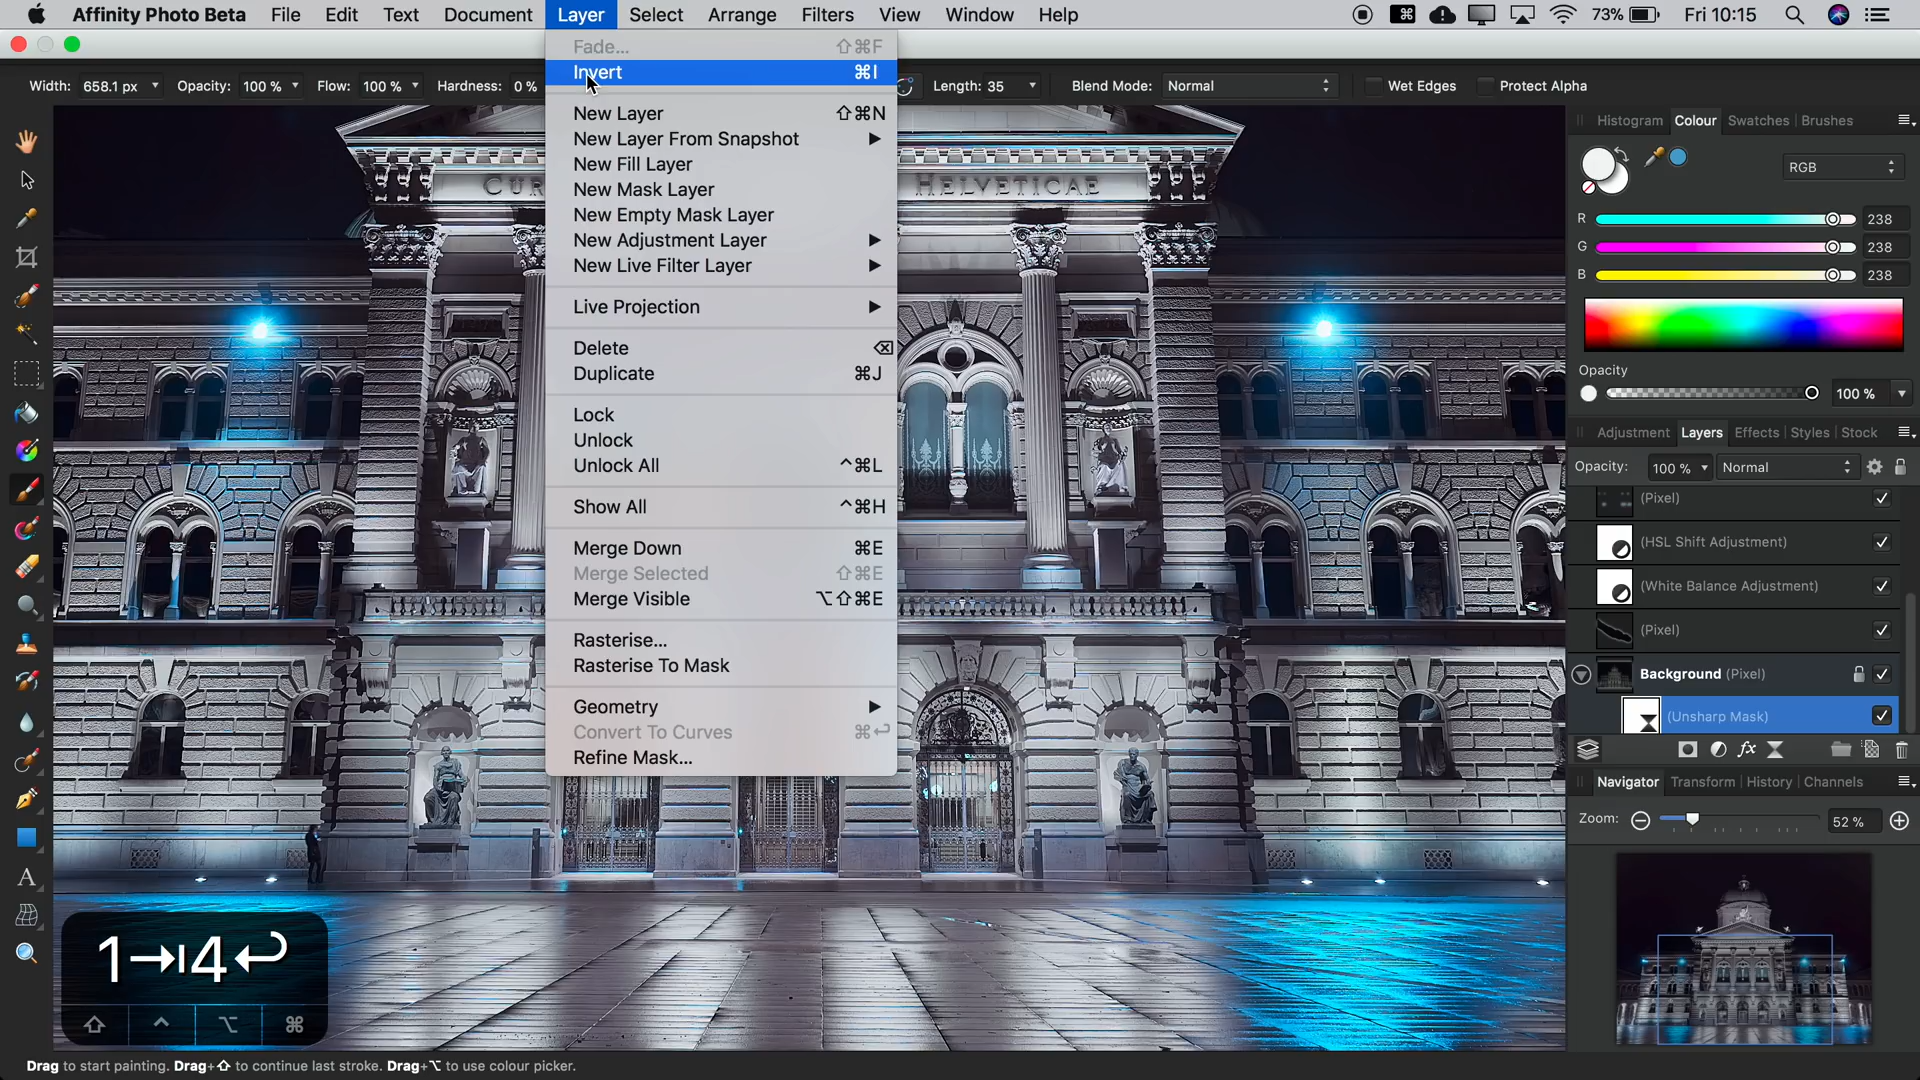 Affinity Photo Beta File Edit Text Document Layer Select Arrange Filters View Window Help 73% Fri 10:15
Width: 658.1 px Opacity: 100 % Flow: 100 % Hardness: 0 % Length: 35 Blend Mode: Normal Wet Edges Protect Alpha
Fade... ⇧⌘F
Invert ⌘I
New Layer ⇧⌘N
New Layer From Snapshot
New Fill Layer
New Mask Layer
New Empty Mask Layer
New Adjustment Layer
New Live Filter Layer
Live Projection
Delete ⌫
Duplicate ⌘J
Lock
Unlock
Unlock All ^⌘L
Show All ^⌘H
Merge Down ⌘E
Merge Selected ⇧⌘E
Merge Visible ⌥⇧⌘E
Rasterise...
Rasterise To Mask
Geometry
Convert To Curves ⌘↩
Refine Mask...
CUR
HELVETICAE
Histogram Colour Swatches Brushes
RGB
R 238
G 238
B 238
Opacity
100 %
Adjustment Layers Effects Styles Stock
Opacity: 100 % Normal
(Pixel)
(HSL Shift Adjustment)
(White Balance Adjustment)
(Pixel)
Background (Pixel)
(Unsharp Mask)
fx
Navigator Transform History Channels
Zoom: 52 %
1⇥4↩
⇧ ^ ⌥ ⌘
Drag to start painting. Drag+⇧ to continue last stroke. Drag+⌥ to use colour picker.